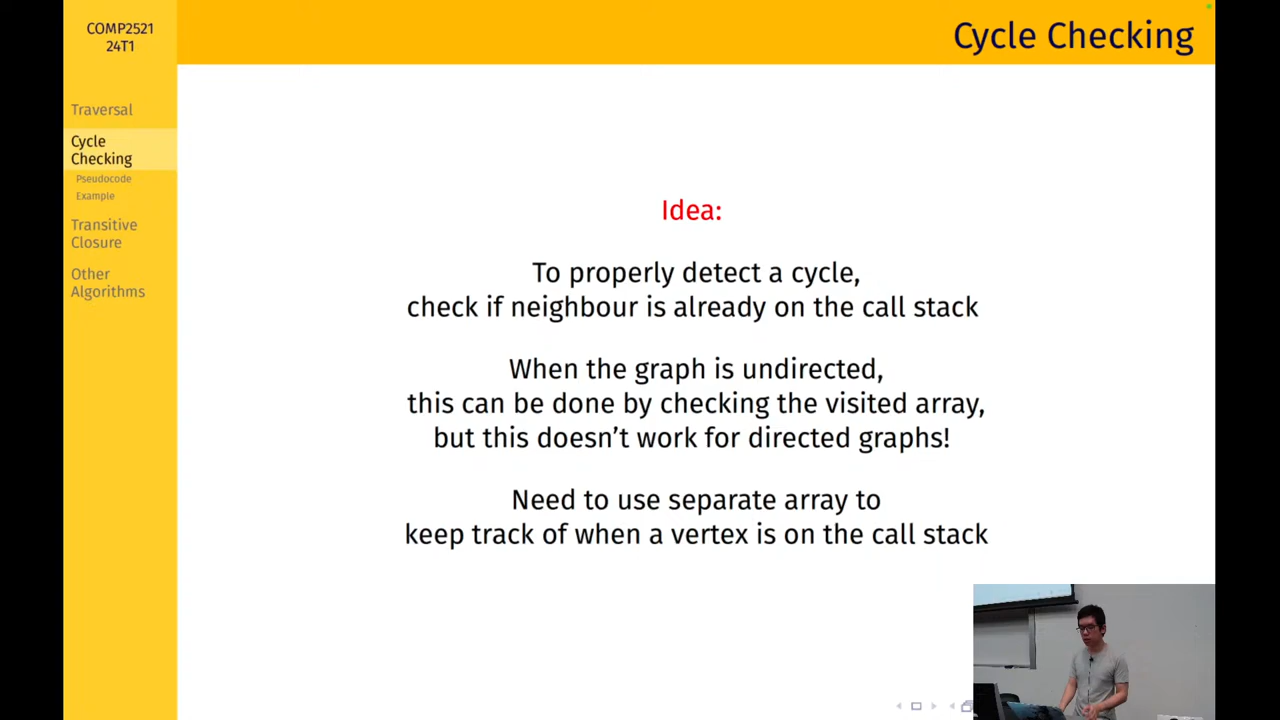 COMP2521
24T1
Cycle Checking
Traversal
Cycle
Checking
Pseudocode
Example
Transitive
Closure
Other
Algorithms
Idea:
To properly detect a cycle,
check if neighbour is already on the call stack
When the graph is undirected,
this can be done by checking the visited array,
but this doesn't work for directed graphs!
Need to use separate array to
keep track of when a vertex is on the call stack